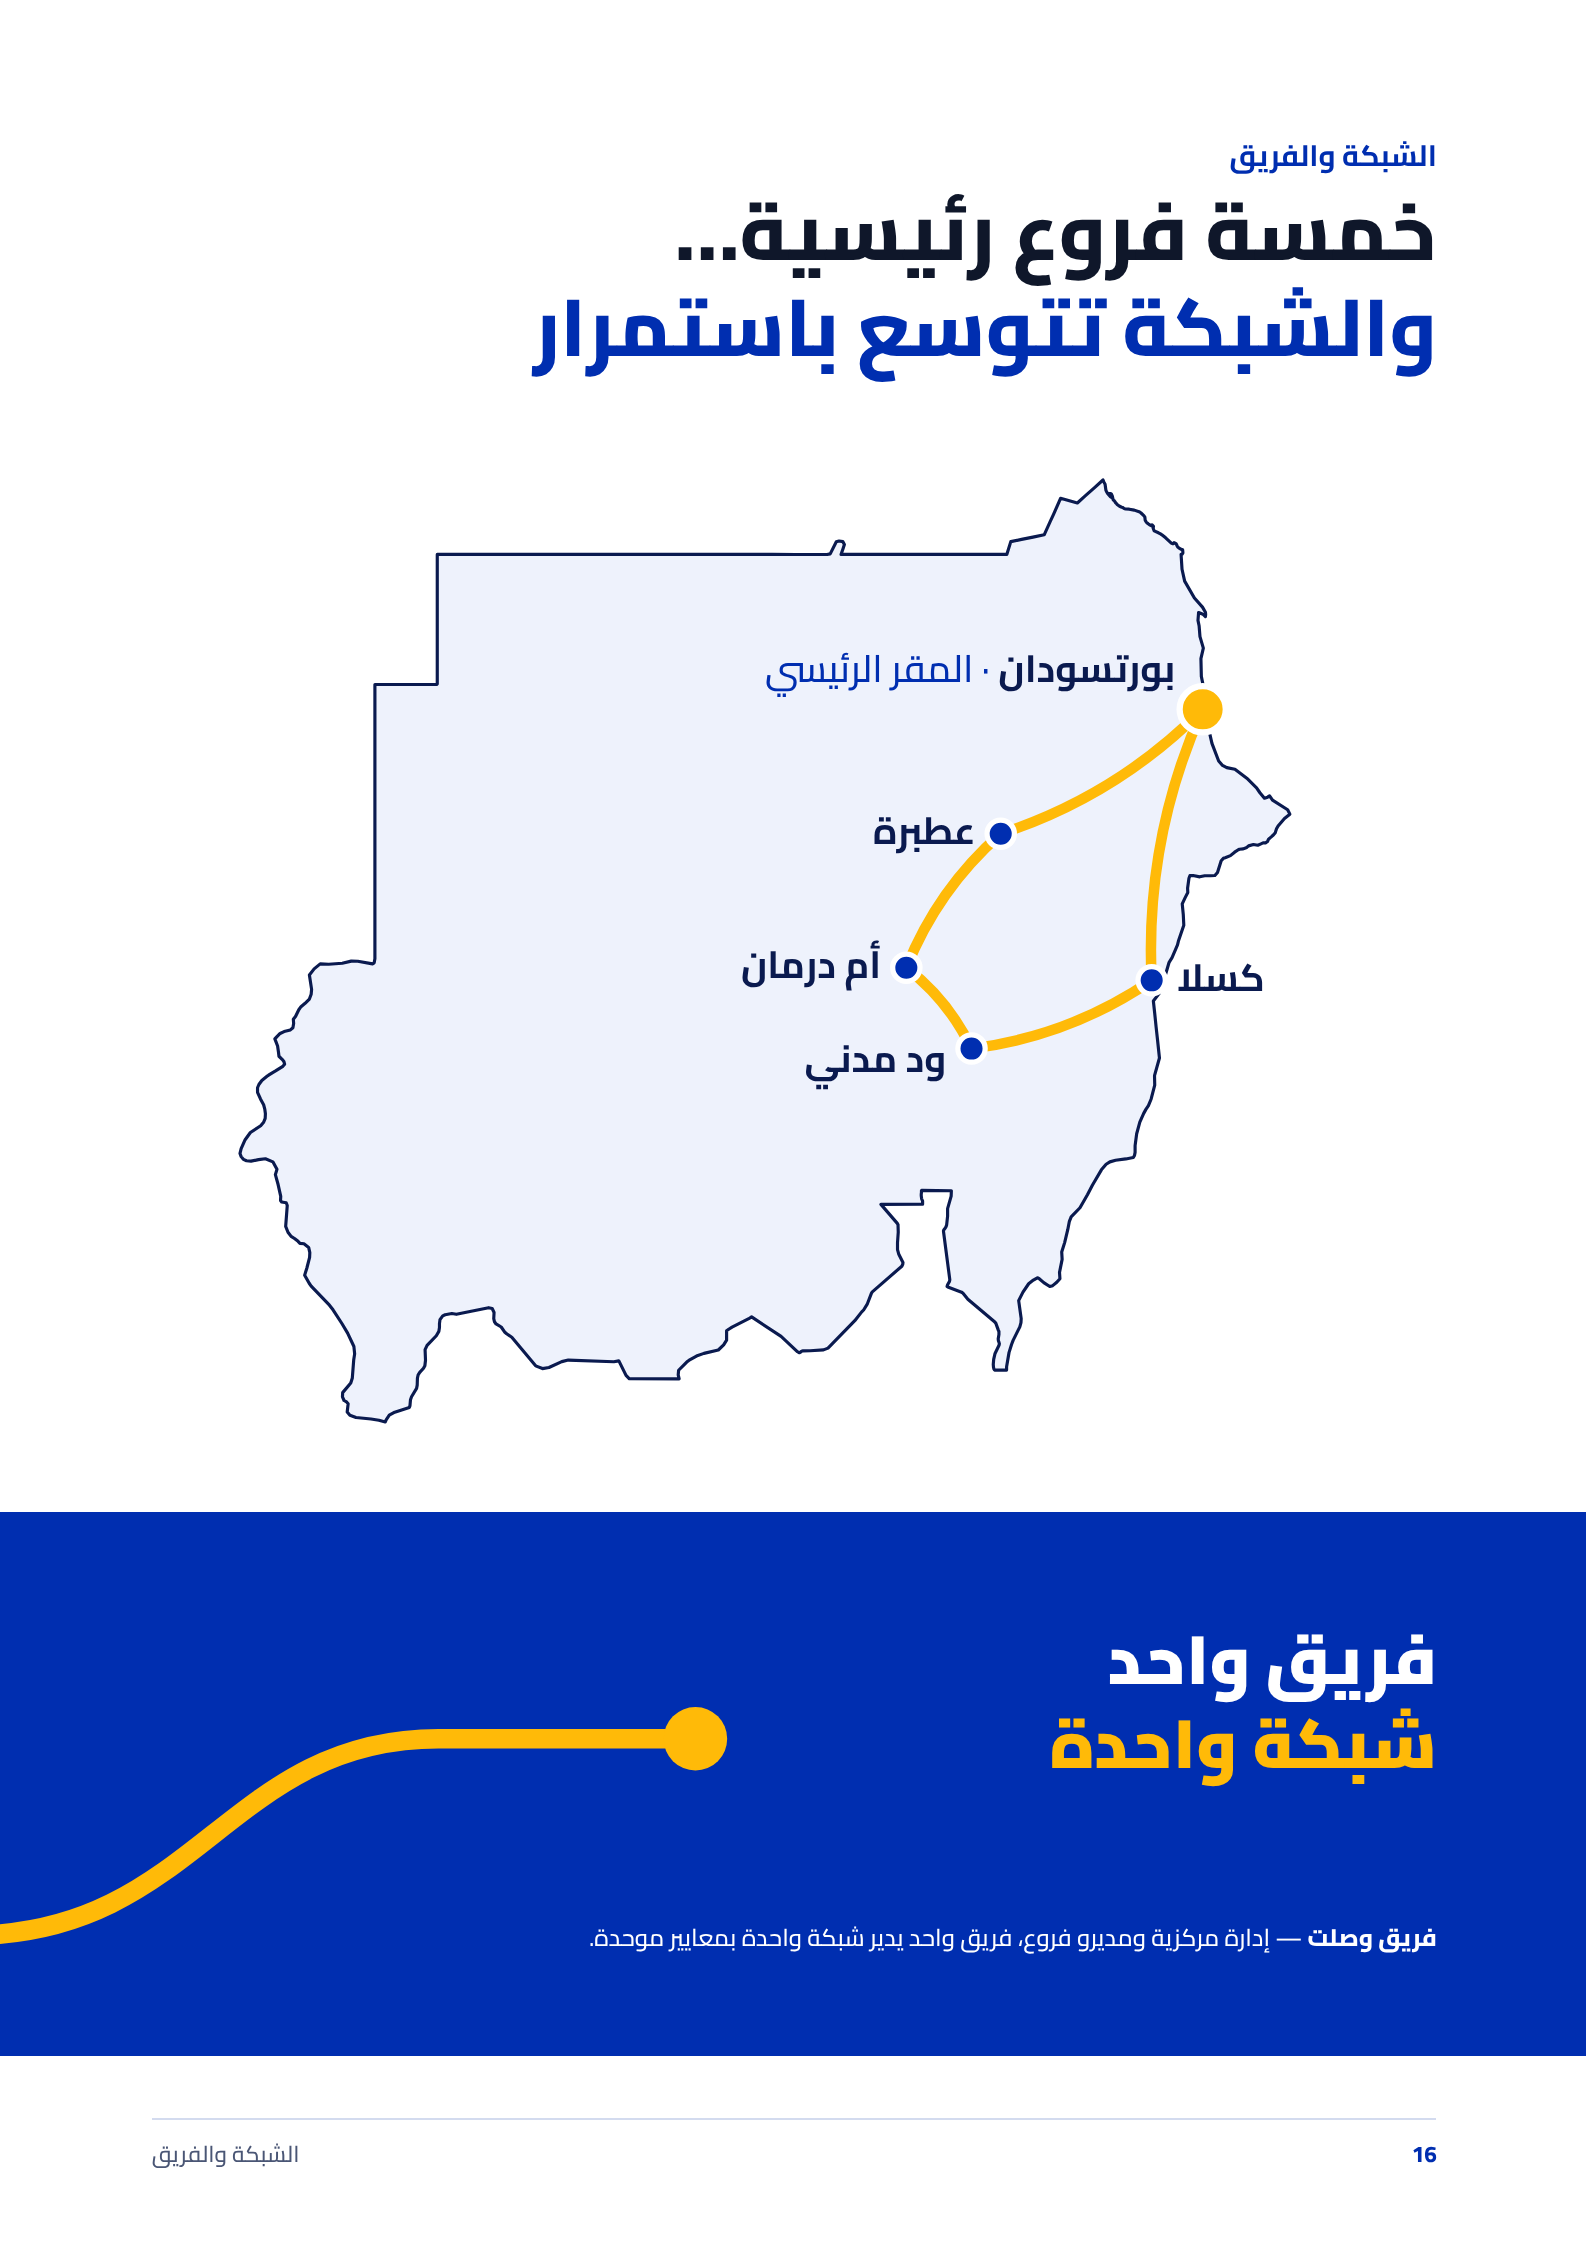 الشبكة والفريق
خمسة فروع رئيسية...
والشبكة تتوسع باستمرار
بورتسودان · المقر الرئيسي
عطبرة
أم درمان
كسلا
ود مدني
فريق واحد
شبكة واحدة
فريق وصلت — إدارة مركزية ومديرو فروع، فريق واحد يدير شبكة واحدة بمعايير موحدة.
16
الشبكة والفريق